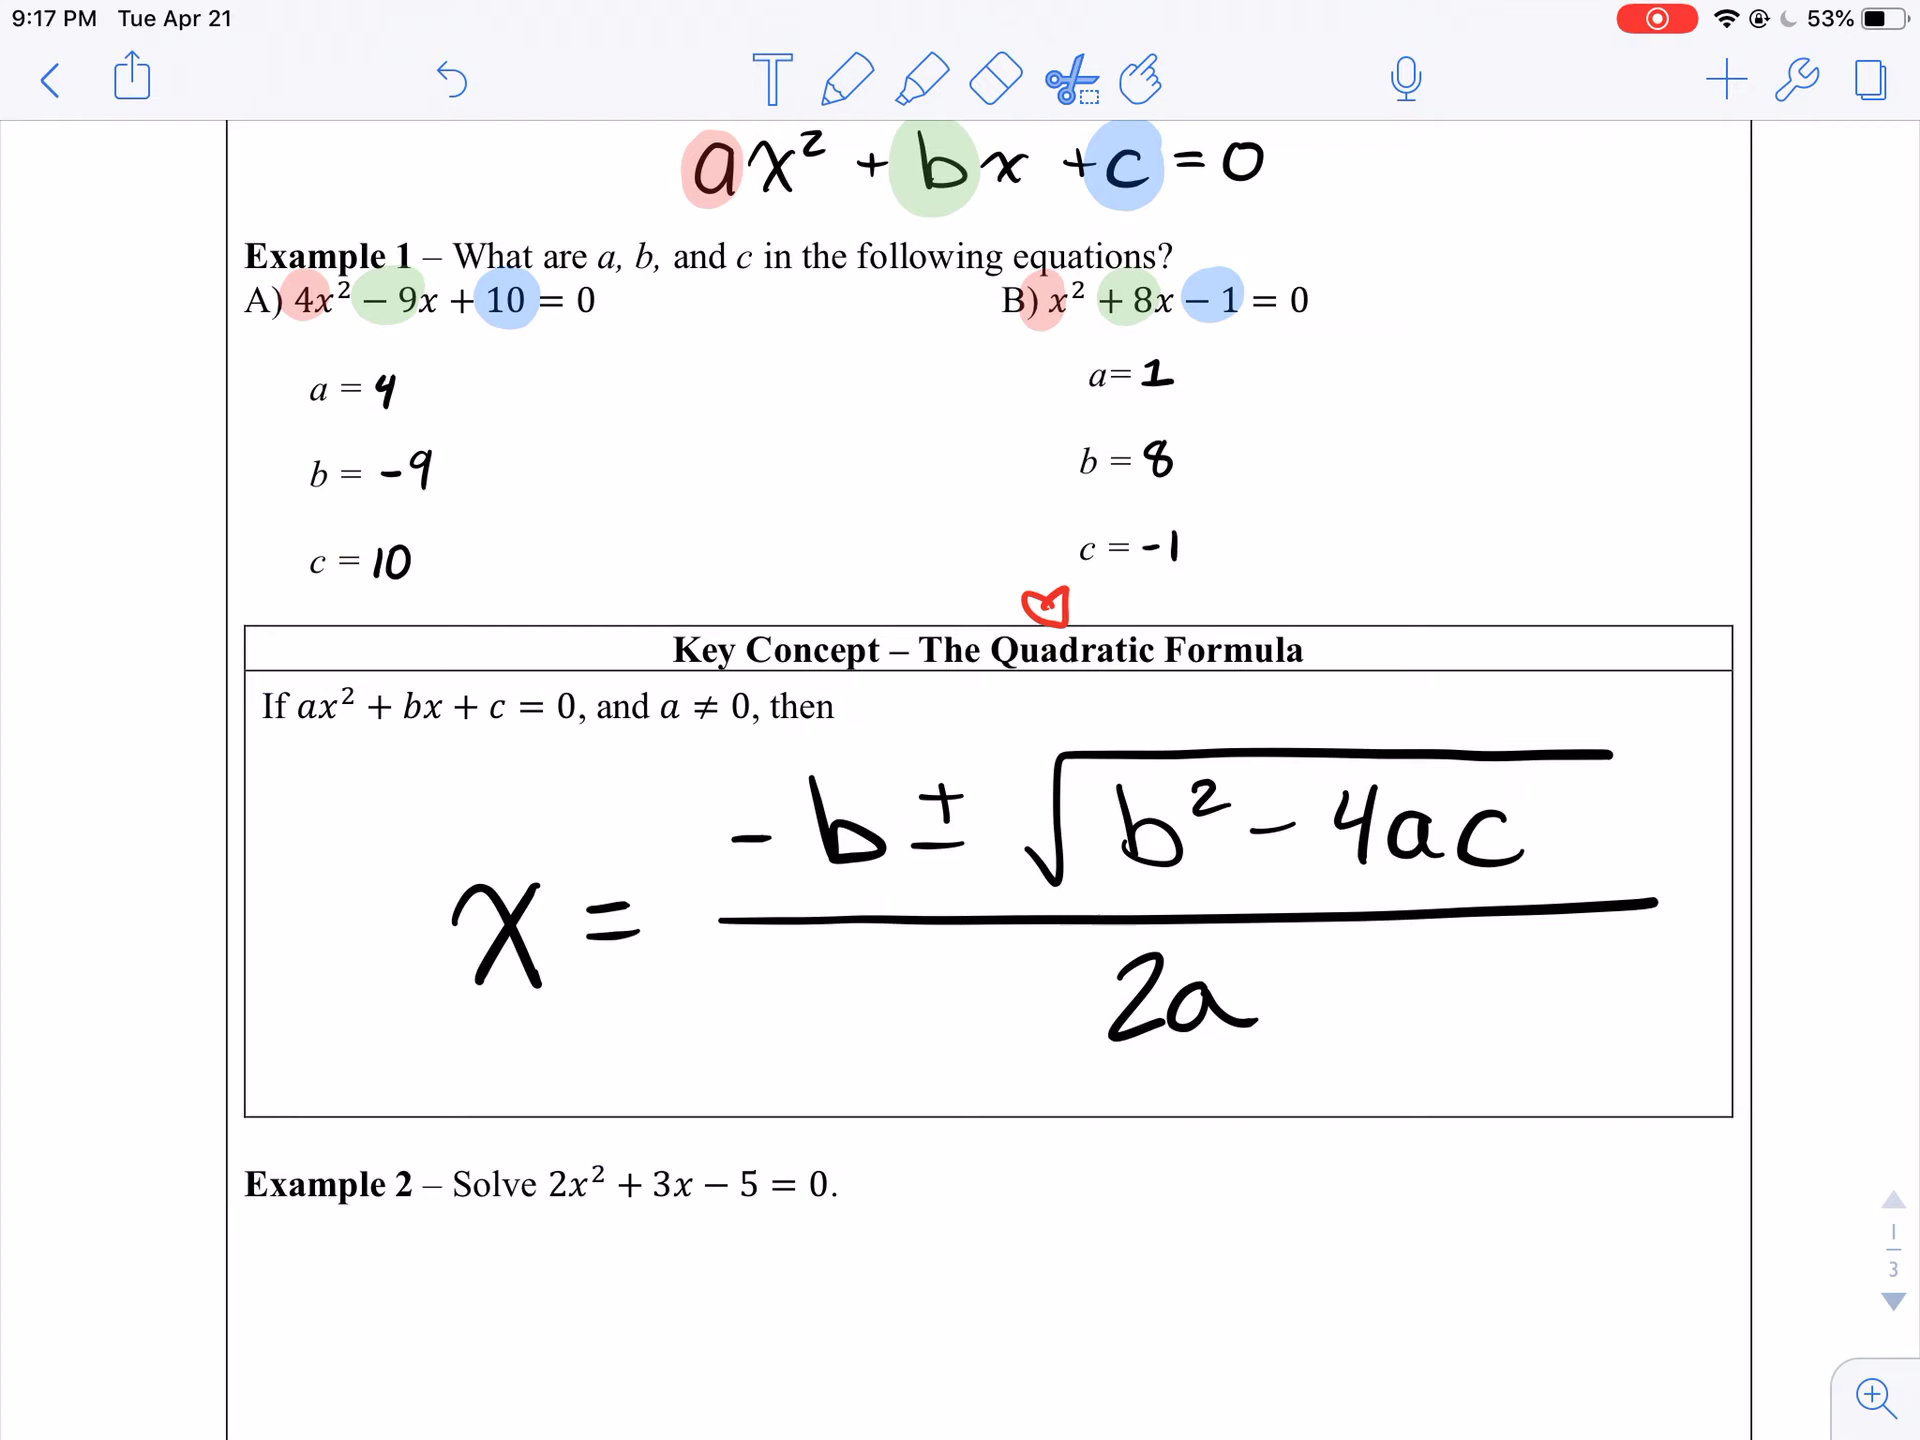 9:17 PM Tue Apr 21 53%
ax² + bx + c = 0
Example 1 – What are a, b, and c in the following equations?
A) 4x² − 9x + 10 = 0 B) x² + 8x − 1 = 0
a = 4 a= 1
b = -9 b = 8
c = 10 c = -1
Key Concept – The Quadratic Formula
If ax² + bx + c = 0, and a ≠ 0, then
x = (-b ± √(b² - 4ac)) / 2a
Example 2 – Solve 2x² + 3x − 5 = 0.
1
3